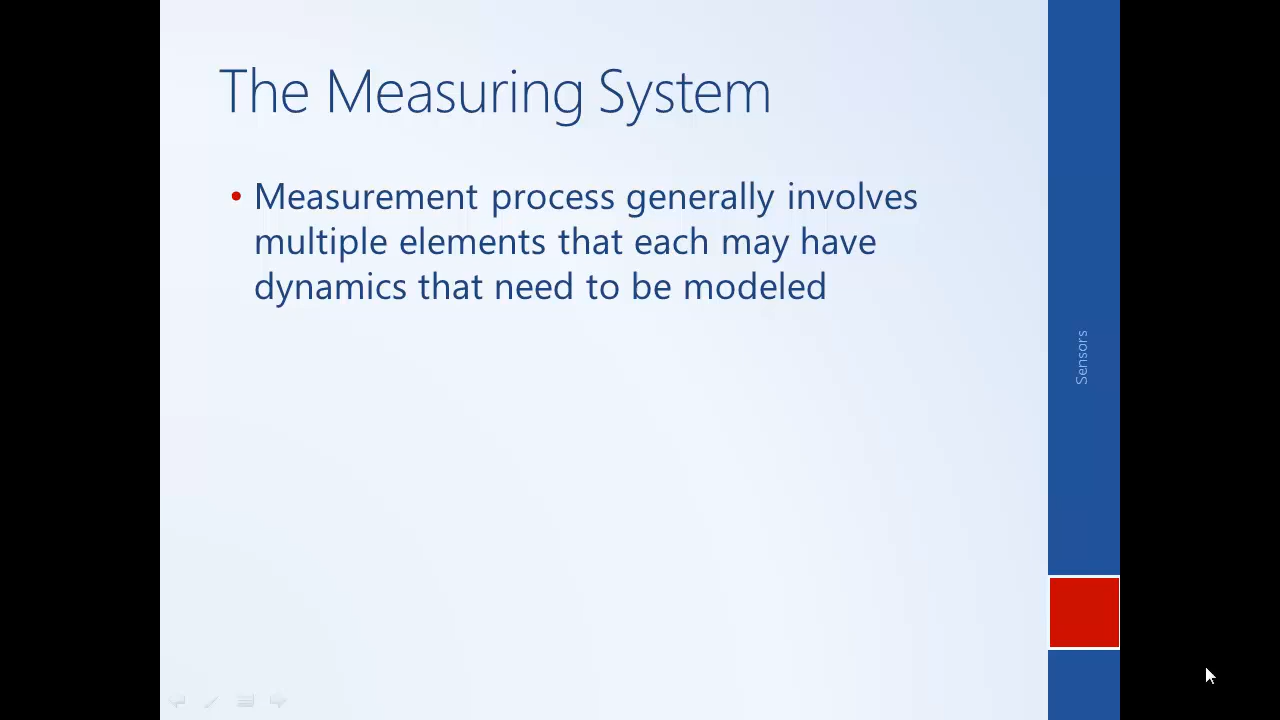 The Measuring System
• Measurement process generally involves
multiple elements that each may have
dynamics that need to be modeled
Sensors